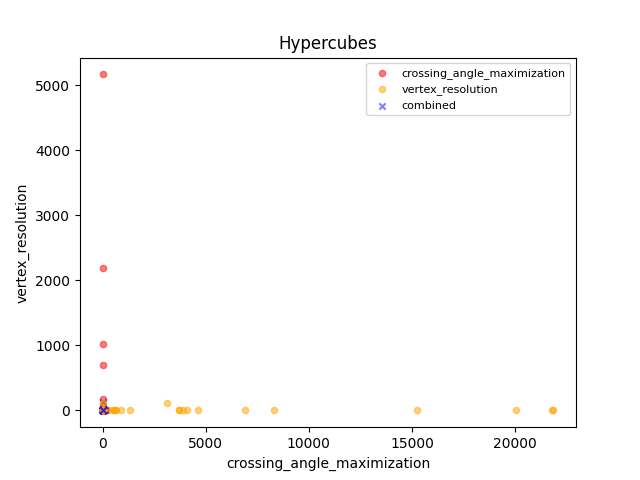 Hypercubes
crossing_angle_maximization
vertex_resolution
combined
5000
4000
3000
2000
1000
0
vertex_resolution
0
5000
10000
15000
20000
crossing_angle_maximization